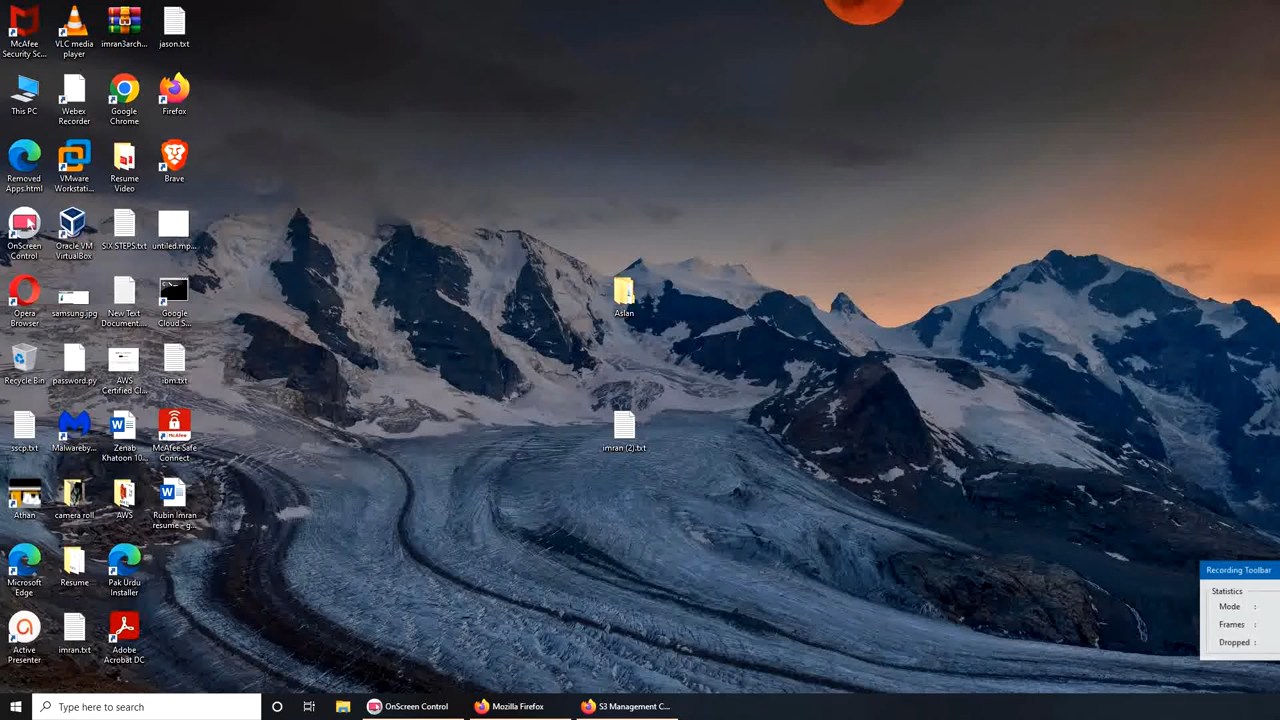 McAfee
Security Sc...
VLC media
player
imran3arch...
jason.txt
This PC
Webex
Recorder
Google
Chrome
Firefox
Removed
Apps.html
VMware
Workstati...
Resume
Video
Brave
OnScreen
Control
Oracle VM
VirtualBox
SIX STEPS.txt
untiled.mp...
Opera
Browser
samsung.jpg
New Text
Document...
Google
Cloud S...
Aslan
Recycle Bin
password.py
AWS
Certified Cl...
ibm.txt
sscp.txt
Malwareby...
Zenab
Khatoon 10...
McAfee
McAfee Safe
Connect
imran (2).txt
Athan
camera roll
AWS
Rubin Imran
resume - g...
Microsoft
Edge
Resume
Pak Urdu
Installer
Active
Presenter
imran.txt
Adobe
Acrobat DC
Recording Toolbar
Statistics
Mode :
Frames :
Dropped :
Type here to search
OnScreen Control
Mozilla Firefox
S3 Management C...